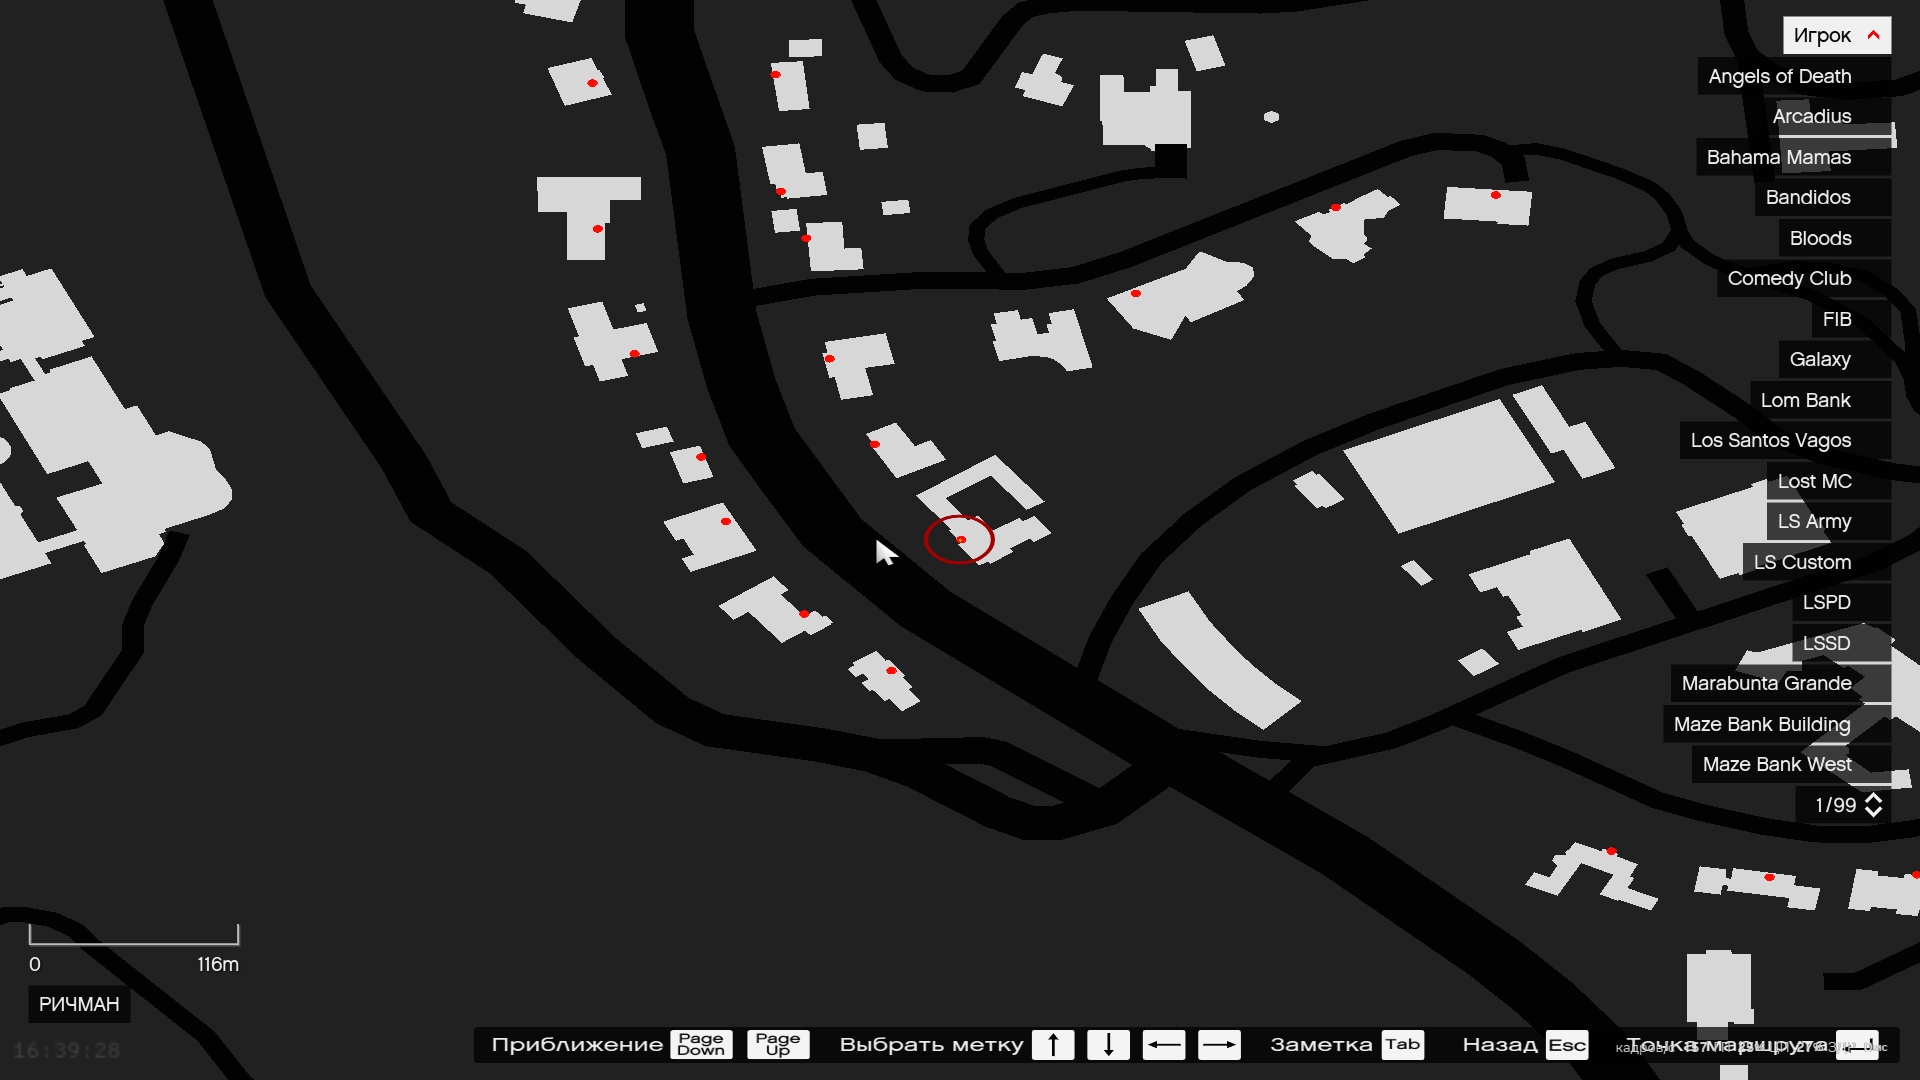 Игрок
Angels of Death
Arcadius
Bahama Mamas
Bandidos
Bloods
Comedy Club
FIB
Galaxy
Lom Bank
Los Santos Vagos
Lost MC
LS Army
LS Custom
LSPD
LSSD
Marabunta Grande
Maze Bank Building
Maze Bank West
1/99
0 116m
РИЧМАН
16:39:28
Приближение Page Down Page Up Выбрать метку Заметка Tab Назад Esc Точка маршрута